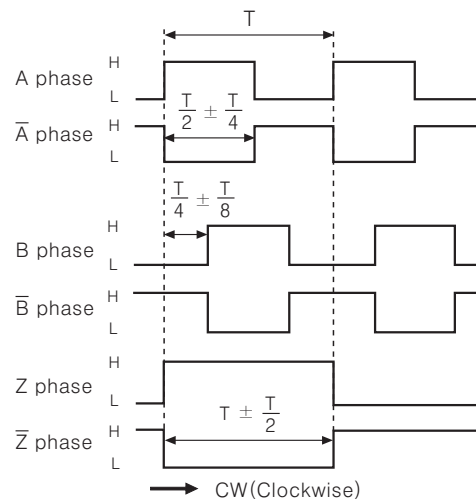 T
H
A phase
L
T/2 ± T/4
H
A̅ phase
L
T/4 ± T/8
H
B phase
L
H
B̅ phase
L
H
Z phase
L
T ± T/2
H
Z̅ phase
L
CW(Clockwise)